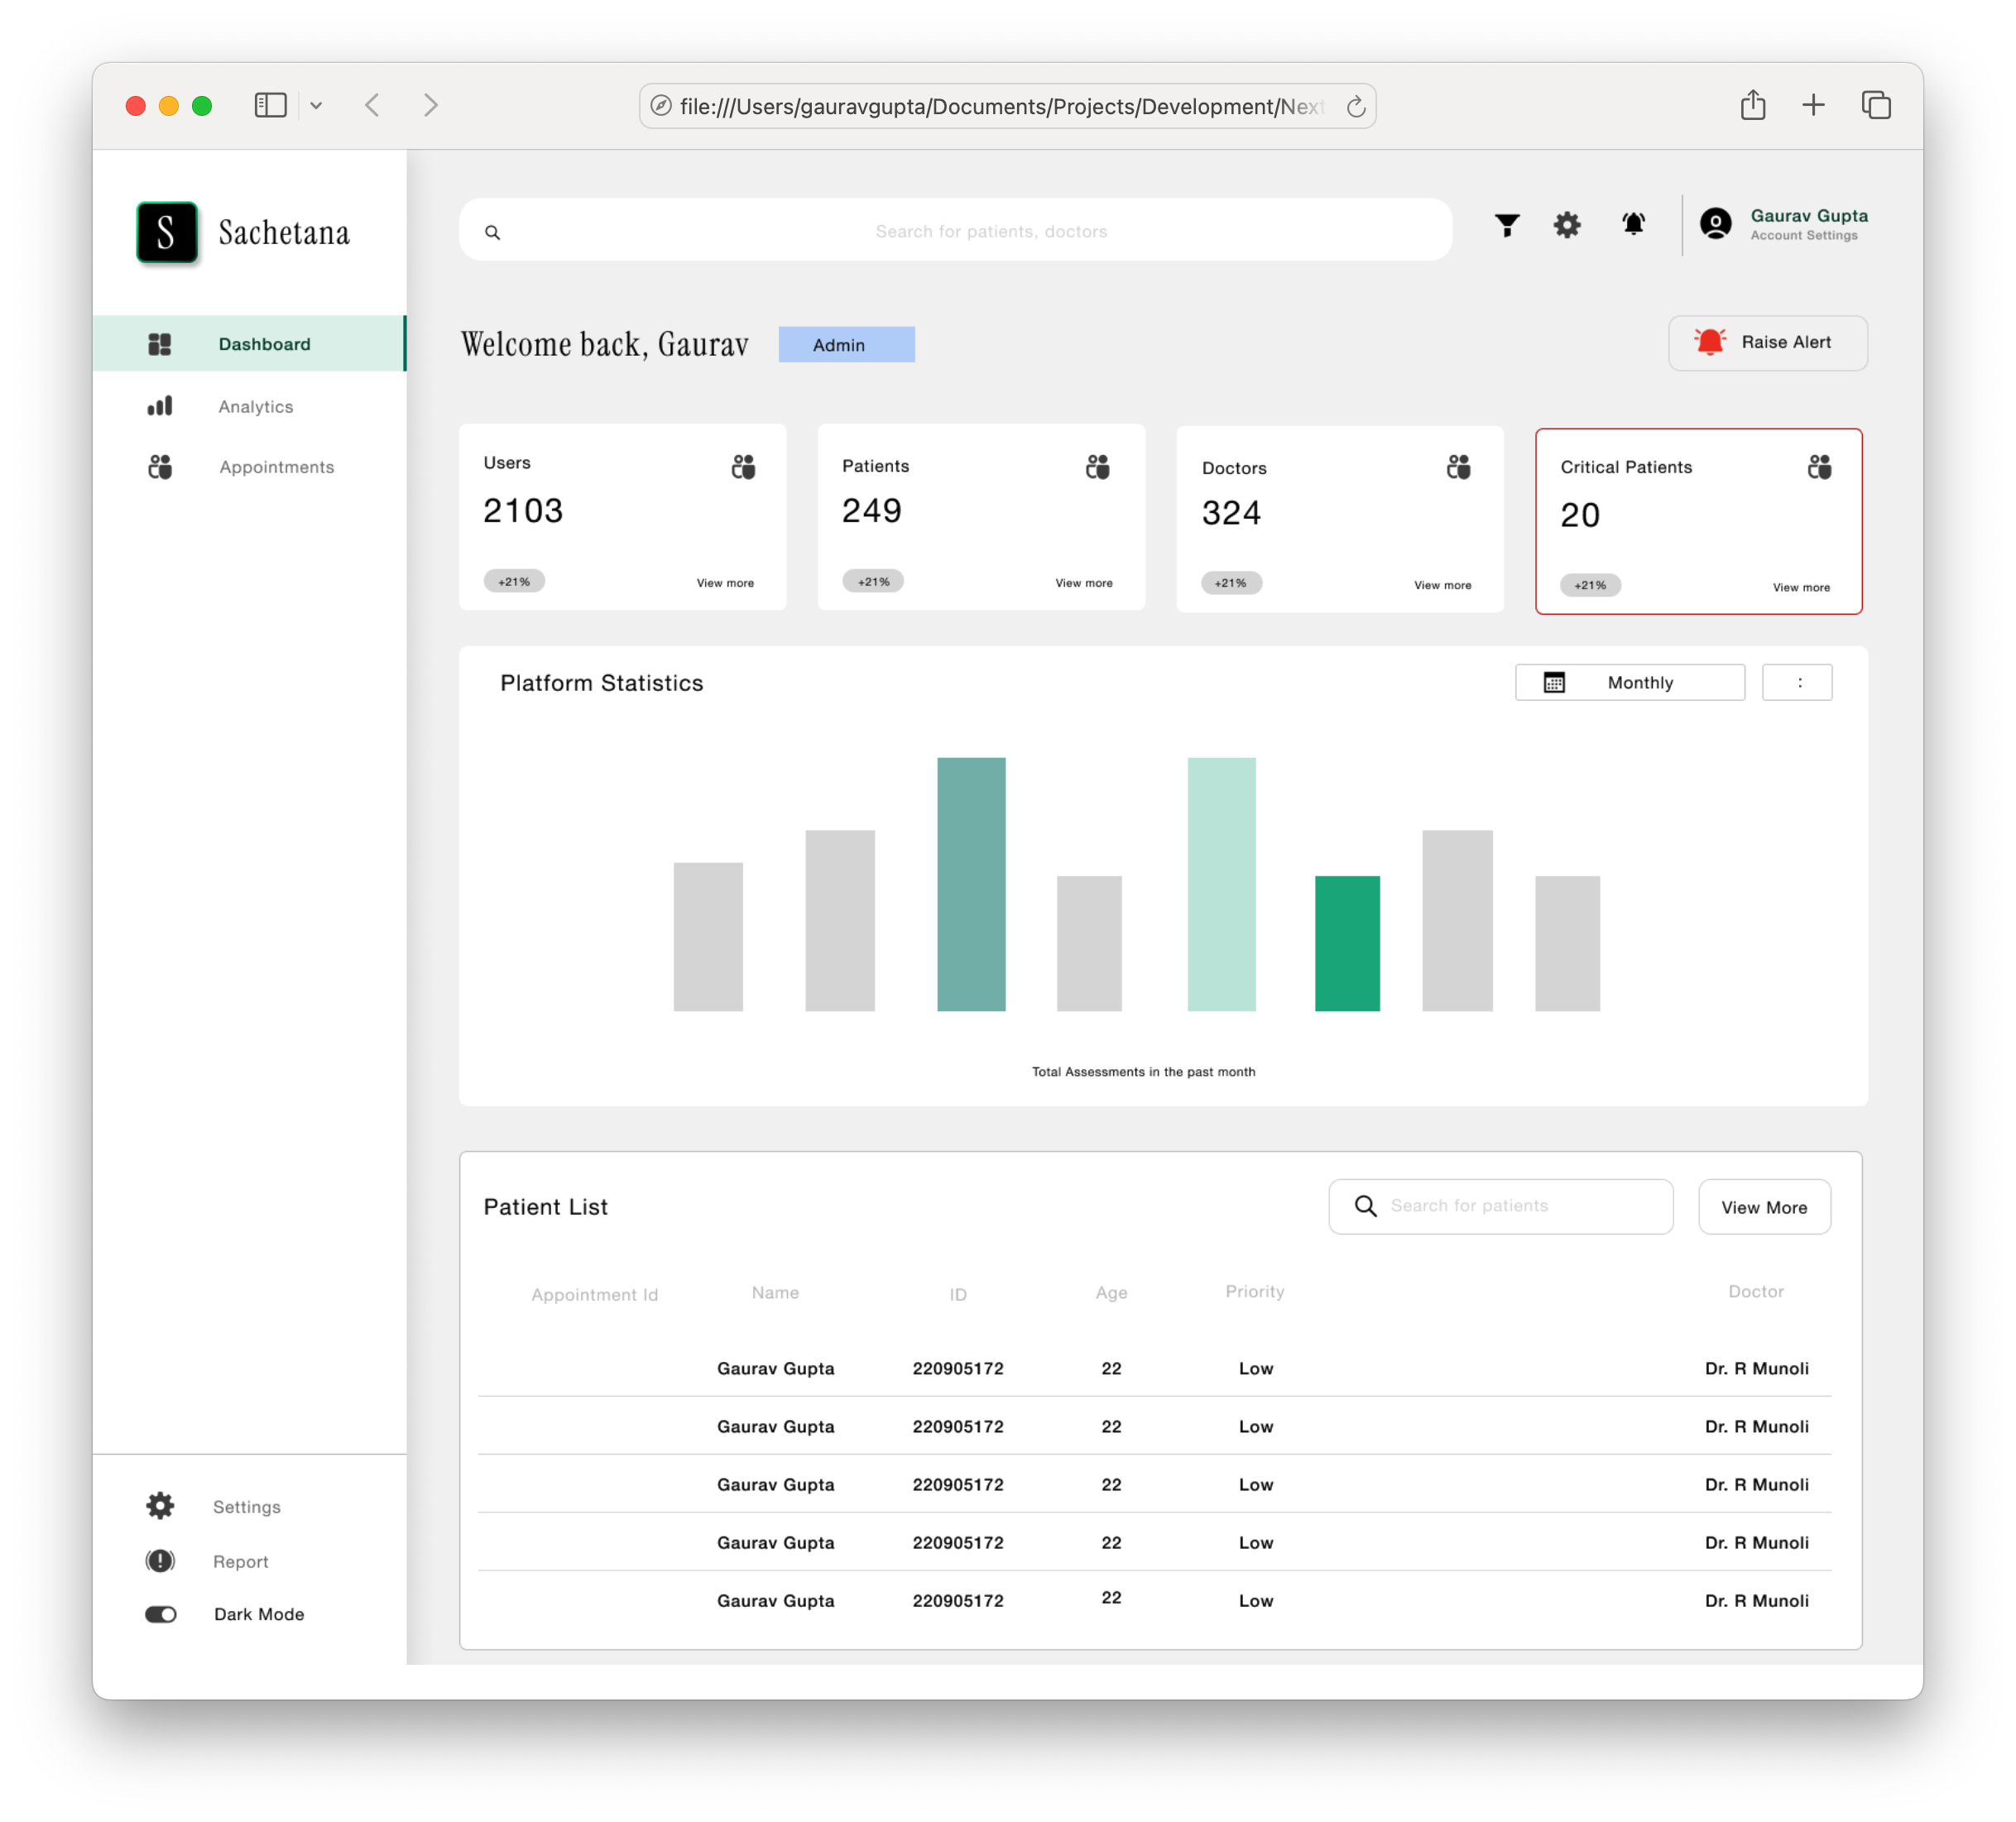 file:///Users/gauravgupta/Documents/Projects/Development/Next
S Sachetana
Search for patients, doctors
Gaurav Gupta
Account Settings
Dashboard
Analytics
Appointments
Welcome back, Gaurav
Admin
Raise Alert
Users
2103
+21%
View more
Patients
249
+21%
View more
Doctors
324
+21%
View more
Critical Patients
20
+21%
View more
Platform Statistics
Monthly
:
Total Assessments in the past month
Patient List
Search for patients
View More
Appointment Id Name ID Age Priority Doctor
Gaurav Gupta 220905172 22 Low Dr. R Munoli
Gaurav Gupta 220905172 22 Low Dr. R Munoli
Gaurav Gupta 220905172 22 Low Dr. R Munoli
Gaurav Gupta 220905172 22 Low Dr. R Munoli
Gaurav Gupta 220905172 22 Low Dr. R Munoli
Settings
Report
Dark Mode